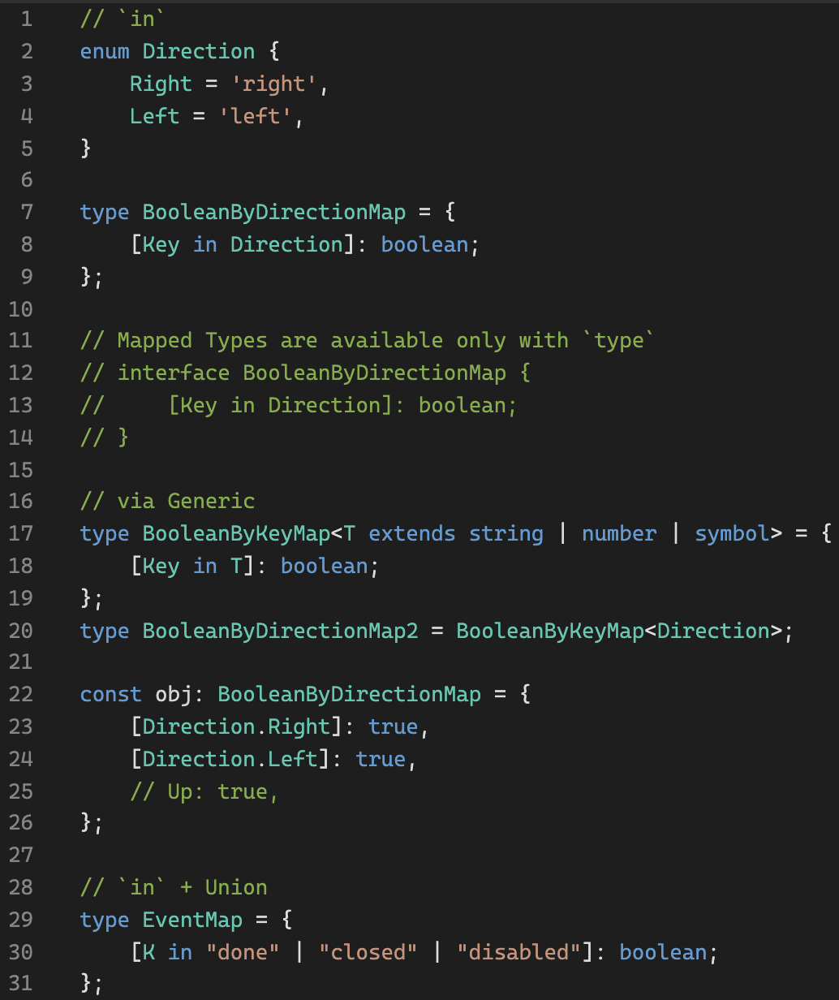 1 // `in`
2 enum Direction {
3     Right = 'right',
4     Left = 'left',
5 }
6
7 type BooleanByDirectionMap = {
8     [Key in Direction]: boolean;
9 };
10
11 // Mapped Types are available only with `type`
12 // interface BooleanByDirectionMap {
13 //     [Key in Direction]: boolean;
14 // }
15
16 // via Generic
17 type BooleanByKeyMap<T extends string | number | symbol> = {
18     [Key in T]: boolean;
19 };
20 type BooleanByDirectionMap2 = BooleanByKeyMap<Direction>;
21
22 const obj: BooleanByDirectionMap = {
23     [Direction.Right]: true,
24     [Direction.Left]: true,
25     // Up: true,
26 };
27
28 // `in` + Union
29 type EventMap = {
30     [K in "done" | "closed" | "disabled"]: boolean;
31 };